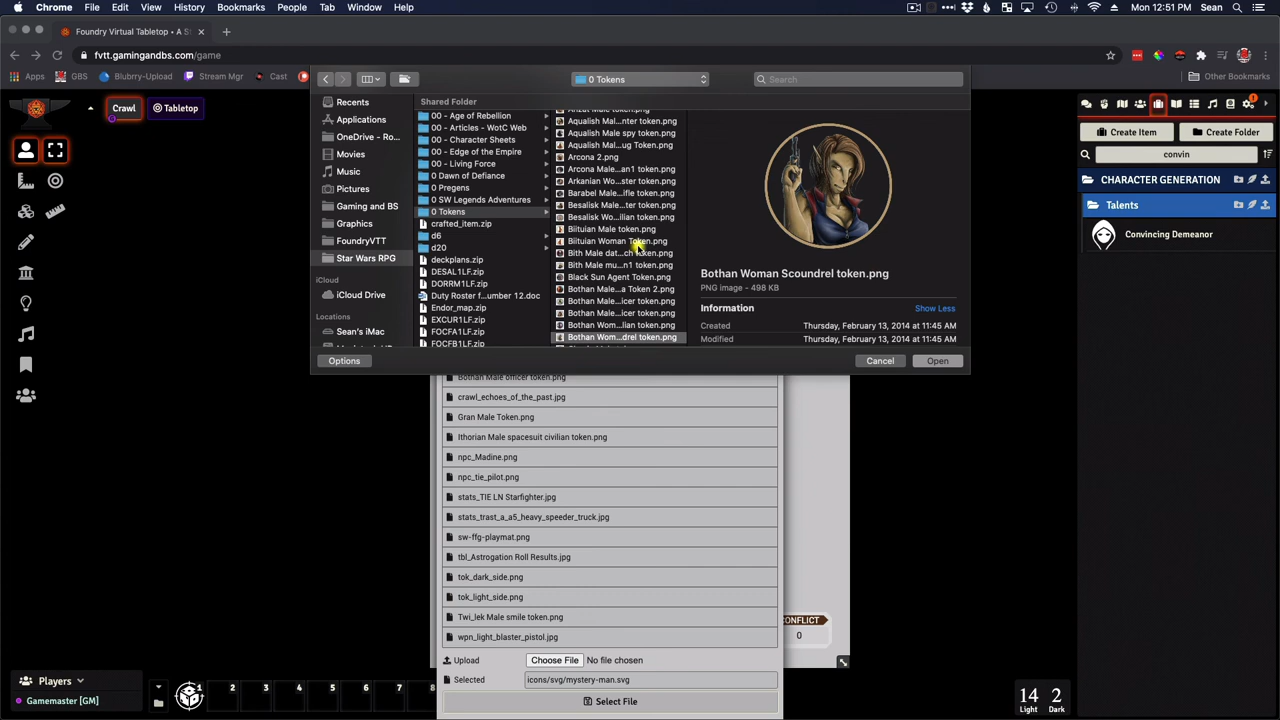 Chrome File Edit View History Bookmarks People Tab Window Help Mon 12:51 PM Sean
Foundry Virtual Tabletop • A S
fvtt.gamingandbs.com/game
Apps GBS Blubrry-Upload Stream Mgr Cast Other Bookmarks
Crawl Tabletop
0 Tokens
Search
Shared Folder
Recents
Applications
OneDrive - Ro...
Movies
Music
Pictures
Gaming and BS
Graphics
FoundryVTT
Star Wars RPG
iCloud
iCloud Drive
Locations
Sean's iMac
00 - Age of Rebellion
00 - Articles - WotC Web
00 - Character Sheets
00 - Edge of the Empire
00 - Living Force
0 Dawn of Defiance
0 Pregens
0 SW Legends Adventures
0 Tokens
crafted_item.zip
d6
d20
deckplans.zip
DESAL1LF.zip
DORRM1LF.zip
Duty Roster f...umber 12.doc
Endor_map.zip
EXCUR1LF.zip
FOCFA1LF.zip
FOCFB1LF.zip
Aqualish Mal...nter token.png
Aqualish Male spy token.png
Aqualish Mal...ug Token.png
Arcona 2.png
Arcona Male...an1 token.png
Arkanian Wo...ster token.png
Barabel Male...ifle token.png
Besalisk Male...ter token.png
Besalisk Wo...ilian token.png
Biituian Male token.png
Biituian Woman Token.png
Bith Male dat...ch token.png
Bith Male mu...n1 token.png
Black Sun Agent Token.png
Bothan Male...a Token 2.png
Bothan Male...icer token.png
Bothan Male...icer token.png
Bothan Wom...lian token.png
Bothan Wom...drel token.png
Bothan Woman Scoundrel token.png
PNG image - 498 KB
Information Show Less
Created Thursday, February 13, 2014 at 11:45 AM
Modified Thursday, February 13, 2014 at 11:45 AM
Options Cancel Open
Bothan Male officer token.png
crawl_echoes_of_the_past.jpg
Gran Male Token.png
Ithorian Male spacesuit civilian token.png
npc_Madine.png
npc_tie_pilot.png
stats_TIE LN Starfighter.jpg
stats_trast_a_a5_heavy_speeder_truck.jpg
sw-ffg-playmat.png
tbl_Astrogation Roll Results.jpg
tok_dark_side.png
tok_light_side.png
Twi_lek Male smile token.png
wpn_light_blaster_pistol.jpg
Upload Choose File No file chosen
Selected icons/svg/mystery-man.svg
Select File
CONFLICT
0
Create Item Create Folder
convin
CHARACTER GENERATION
Talents
Convincing Demeanor
Players
Gamemaster [GM]
1 2 3 4 5 6 7
14 2
Light Dark